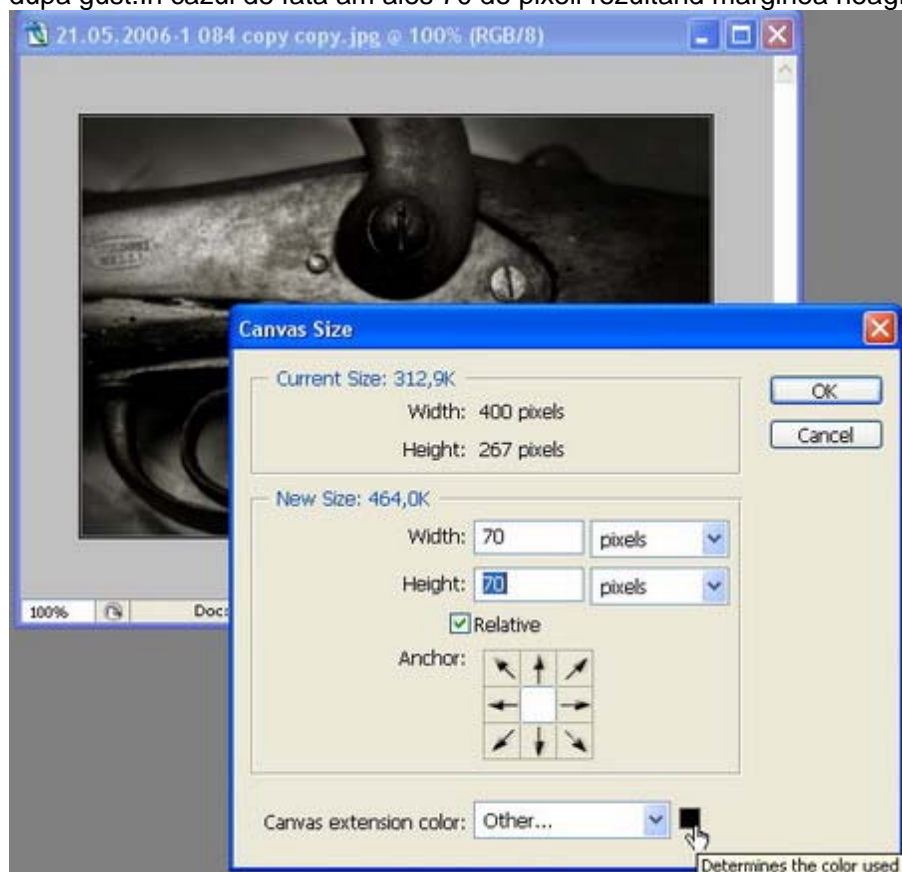 dupa gust.In cazul de fata am ales 70 de pixeli rezultand marginea neag
21.05.2006-1 084 copy copy.jpg @ 100% (RGB/8)
Canvas Size
Current Size: 312,9K
Width: 400 pixels
Height: 267 pixels
OK
Cancel
New Size: 464,0K
Width: 70 pixels
Height: 70 pixels
Relative
Anchor:
100% Doc:
Canvas extension color: Other...
Determines the color used